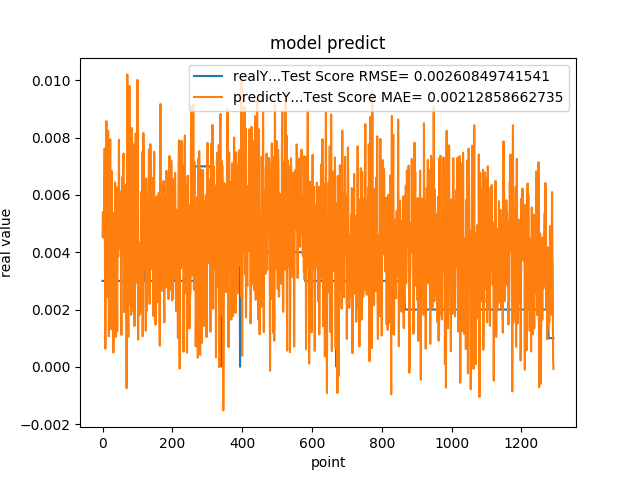 model predict
realY...Test Score RMSE= 0.00260849741541
predictY...Test Score MAE= 0.00212858662735
real value
0.010
0.008
0.006
0.004
0.002
0.000
−0.002
0 200 400 600 800 1000 1200
point